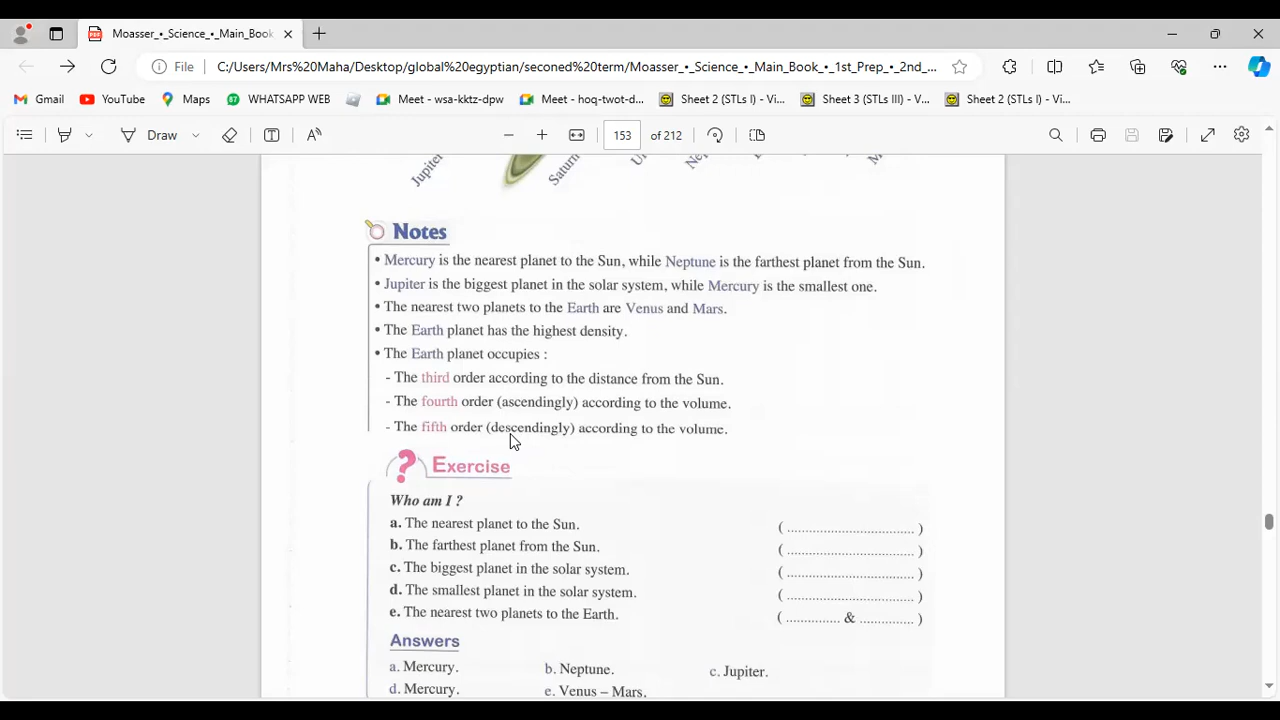 Moasser_•_Science_•_Main_Book
File C:/Users/Mrs%20Maha/Desktop/global%20egyptian/seconed%20term/Moasser_•_Science_•_Main_Book_•_1st_Prep_•_2nd_...
Gmail YouTube Maps WHATSAPP WEB Meet - wsa-kktz-dpw Meet - hoq-twot-d... Sheet 2 (STLs I) - Vi... Sheet 3 (STLs III) - V... Sheet 2 (STLs I) - Vi...
Draw 153 of 212
Jupiter Saturn
Notes
• Mercury is the nearest planet to the Sun, while Neptune is the farthest planet from the Sun.
• Jupiter is the biggest planet in the solar system, while Mercury is the smallest one.
• The nearest two planets to the Earth are Venus and Mars.
• The Earth planet has the highest density.
• The Earth planet occupies :
- The third order according to the distance from the Sun.
- The fourth order (ascendingly) according to the volume.
- The fifth order (descendingly) according to the volume.
? Exercise
Who am I ?
a. The nearest planet to the Sun. ( ................................ )
b. The farthest planet from the Sun. ( ................................ )
c. The biggest planet in the solar system. ( ................................ )
d. The smallest planet in the solar system. ( ................................ )
e. The nearest two planets to the Earth. ( .............. & .............. )
Answers
a. Mercury. b. Neptune. c. Jupiter.
d. Mercury. e. Venus – Mars.